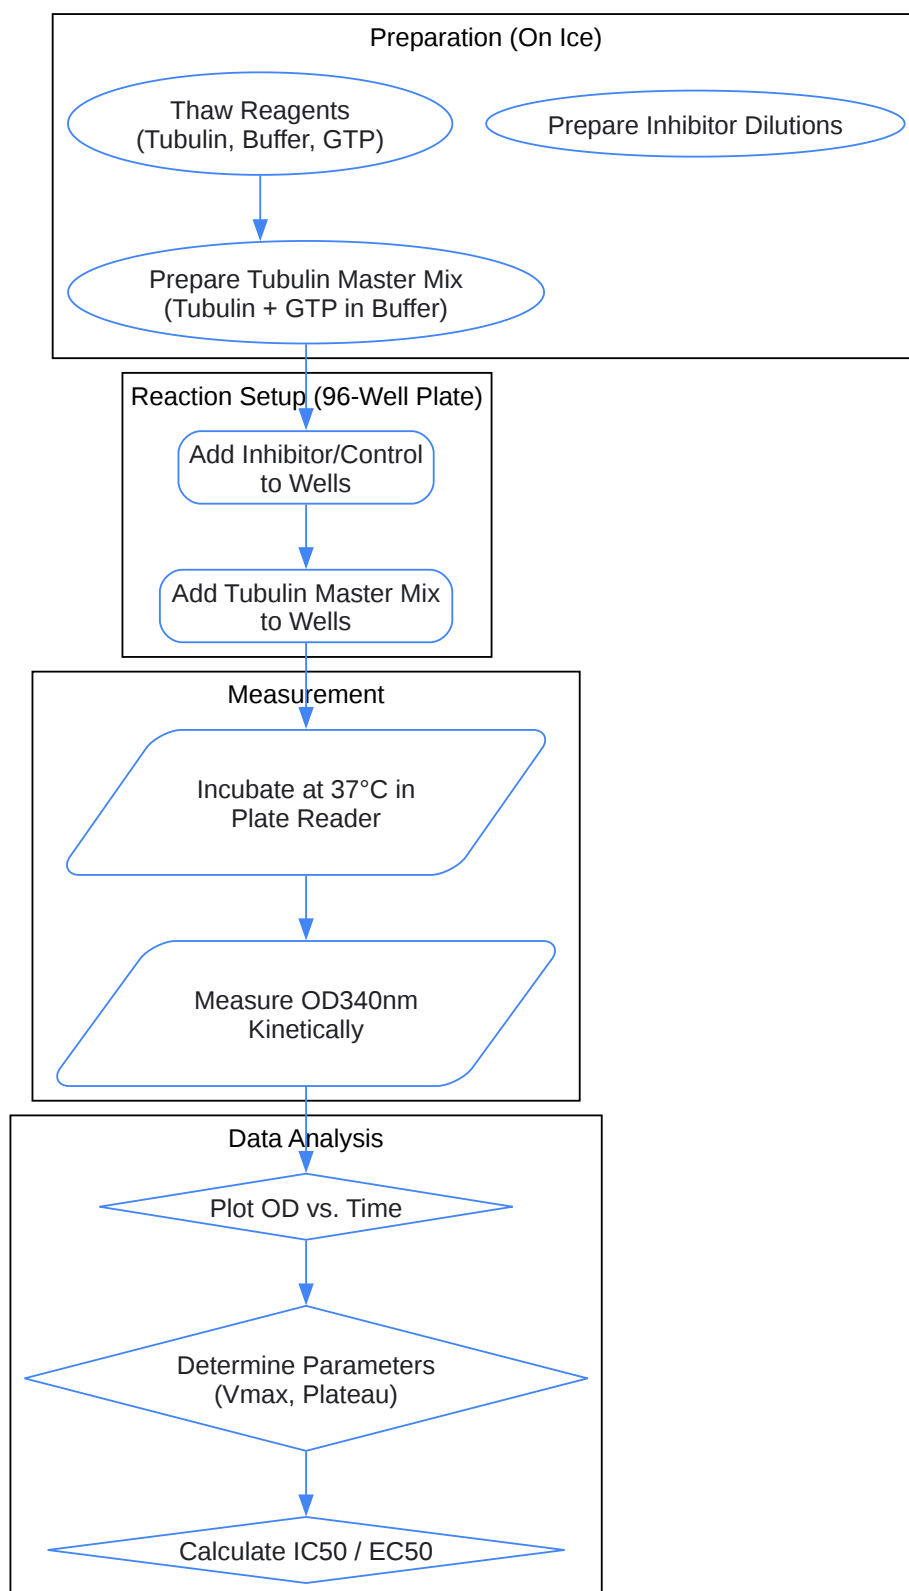 Preparation (On Ice)
Thaw Reagents
(Tubulin, Buffer, GTP)
Prepare Inhibitor Dilutions
Prepare Tubulin Master Mix
(Tubulin + GTP in Buffer)
Reaction Setup (96-Well Plate)
Add Inhibitor/Control
to Wells
Add Tubulin Master Mix
to Wells
Measurement
Incubate at 37°C in
Plate Reader
Measure OD340nm
Kinetically
Data Analysis
Plot OD vs. Time
Determine Parameters
(Vmax, Plateau)
Calculate IC50 / EC50